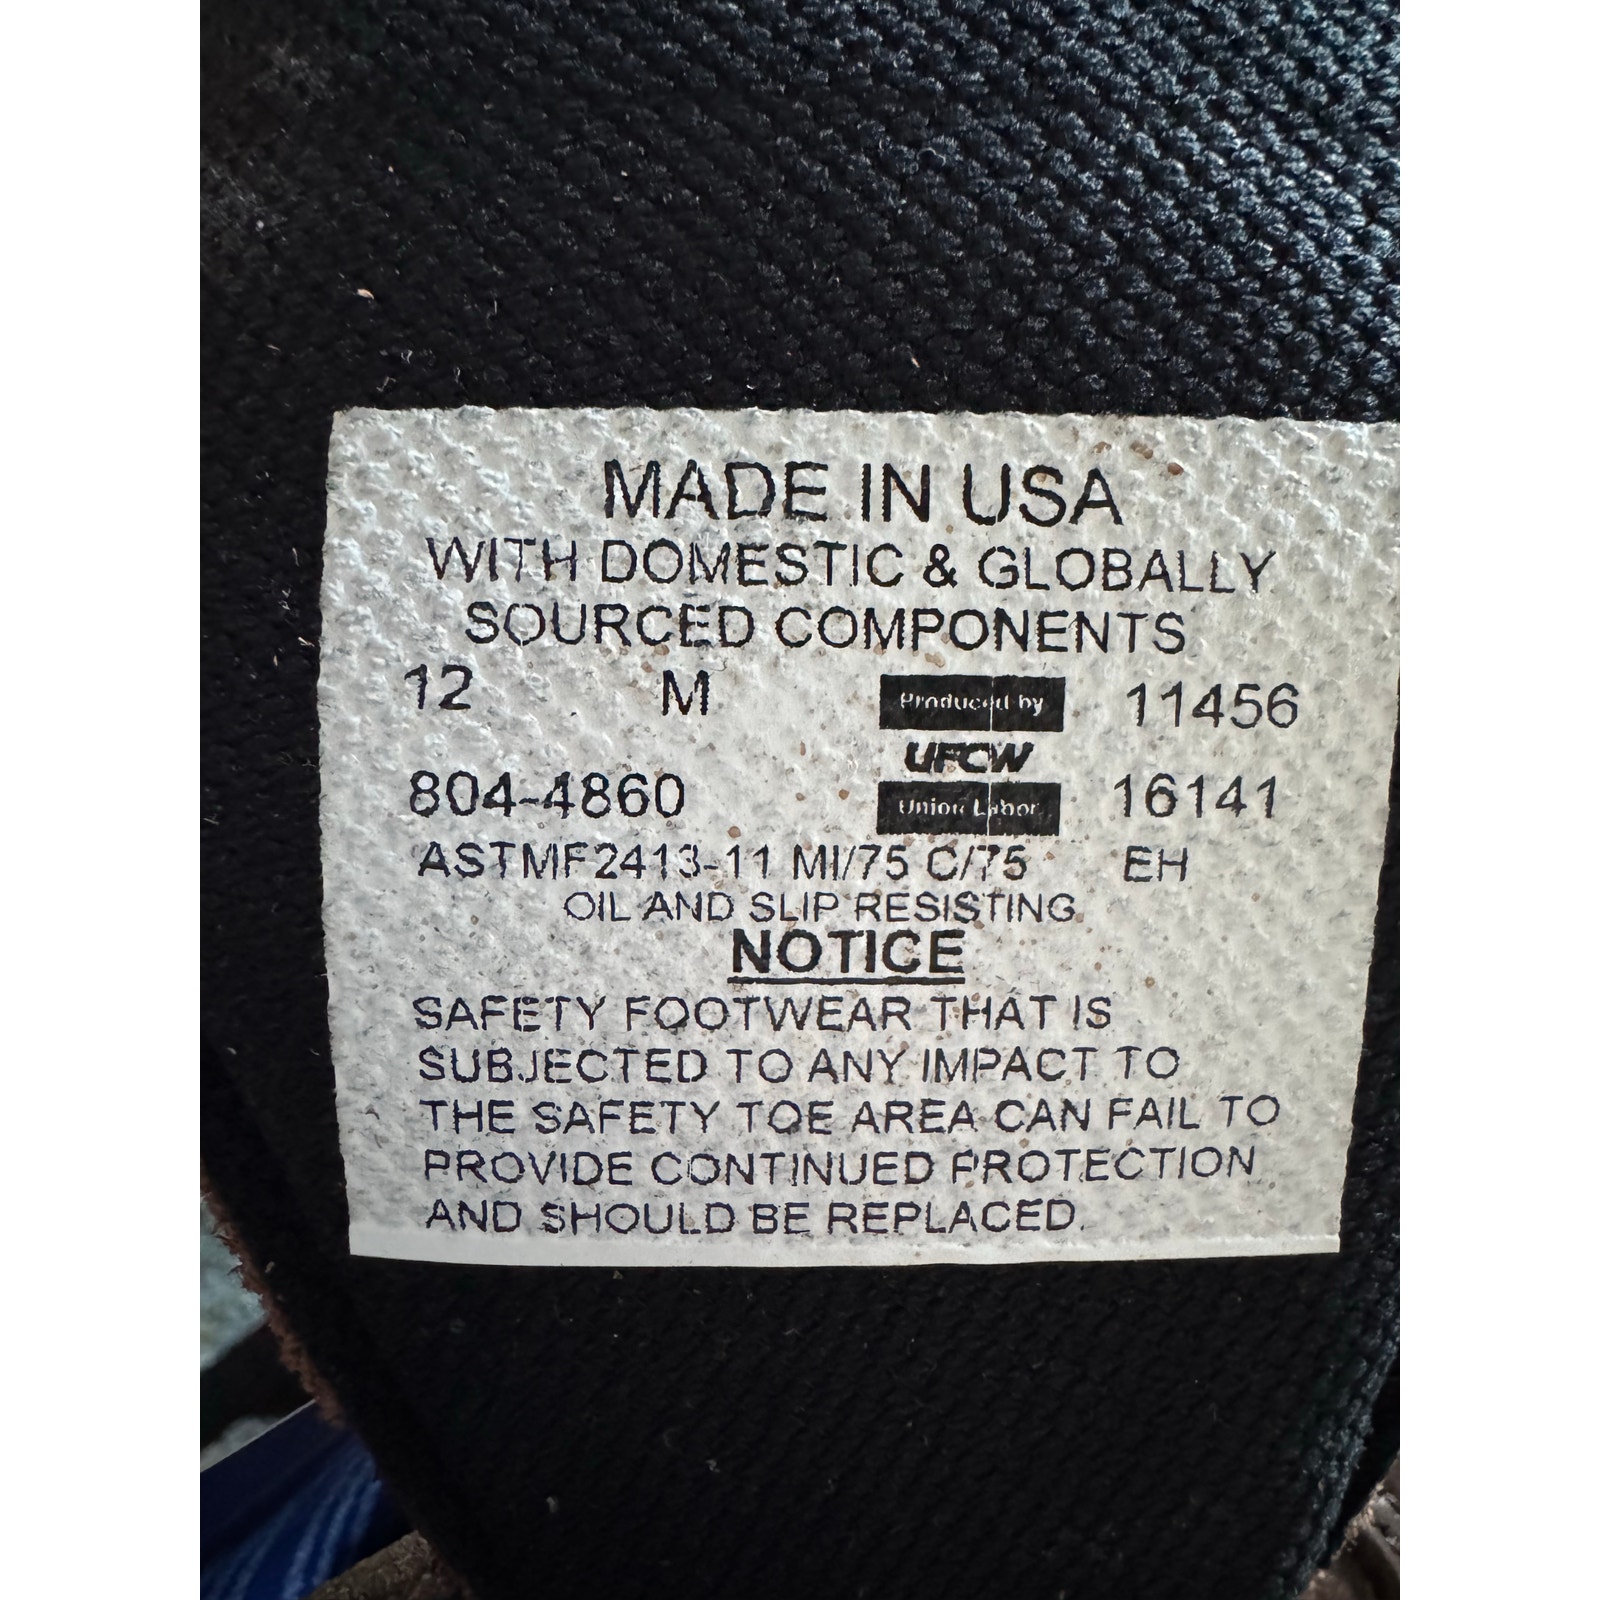 MADE IN USA
WITH DOMESTIC & GLOBALLY
SOURCED COMPONENTS
12 M Produced by 11456
UFCW
804-4860 Union Labor 16141
ASTMF2413-11 MI/75 C/75 EH
OIL AND SLIP RESISTING
NOTICE
SAFETY FOOTWEAR THAT IS
SUBJECTED TO ANY IMPACT TO
THE SAFETY TOE AREA CAN FAIL TO
PROVIDE CONTINUED PROTECTION
AND SHOULD BE REPLACED.